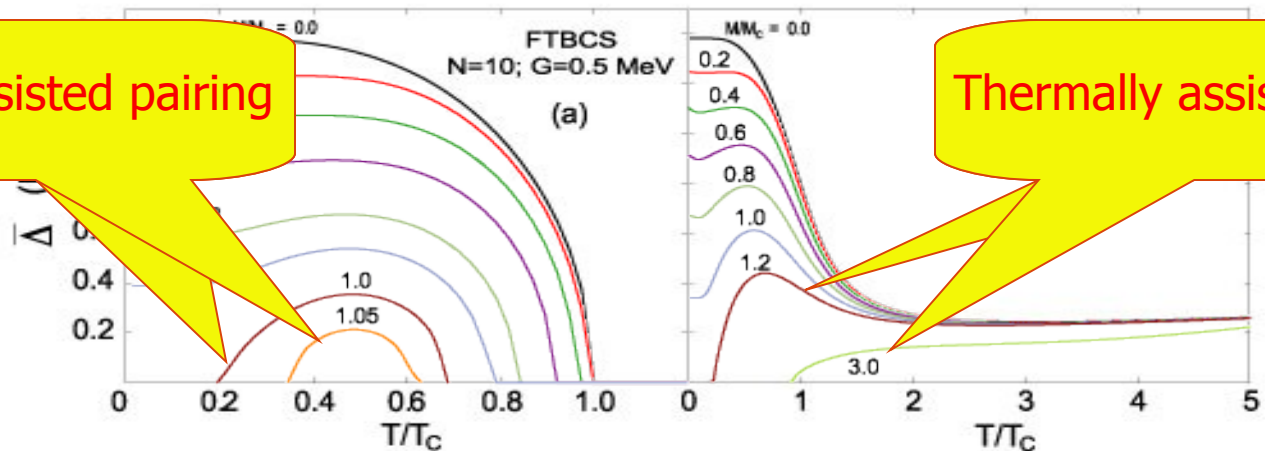 M/M_C = 0.0
FTBCS
N=10; G=0.5 MeV
(a)
pairing
Δ̄
0.4
0.2
1.0
1.05
0 0.2 0.4 0.6 0.8 1.0
T/T_C
M/M_C = 0.0
0.2
0.4
0.6
0.8
1.0
1.2
3.0
Thermally
0 1 2 3 4 5
T/T_C